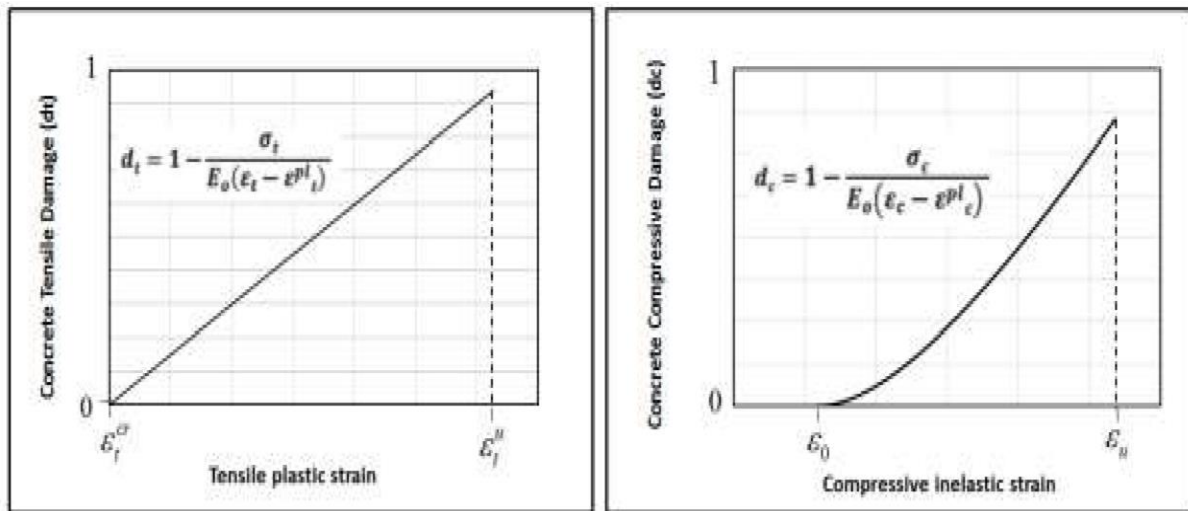 Concrete Tensile Damage (dt)
1
d_t = 1 - σ_t / E_o(ε_t - ε^pl_t)
0
ε_t^cr
ε_t^u
Tensile plastic strain
Concrete Compressive Damage (dc)
1
d_c = 1 - σ_c / E_o(ε_c - ε^pl_c)
0
ε_0
ε_u
Compressive inelastic strain